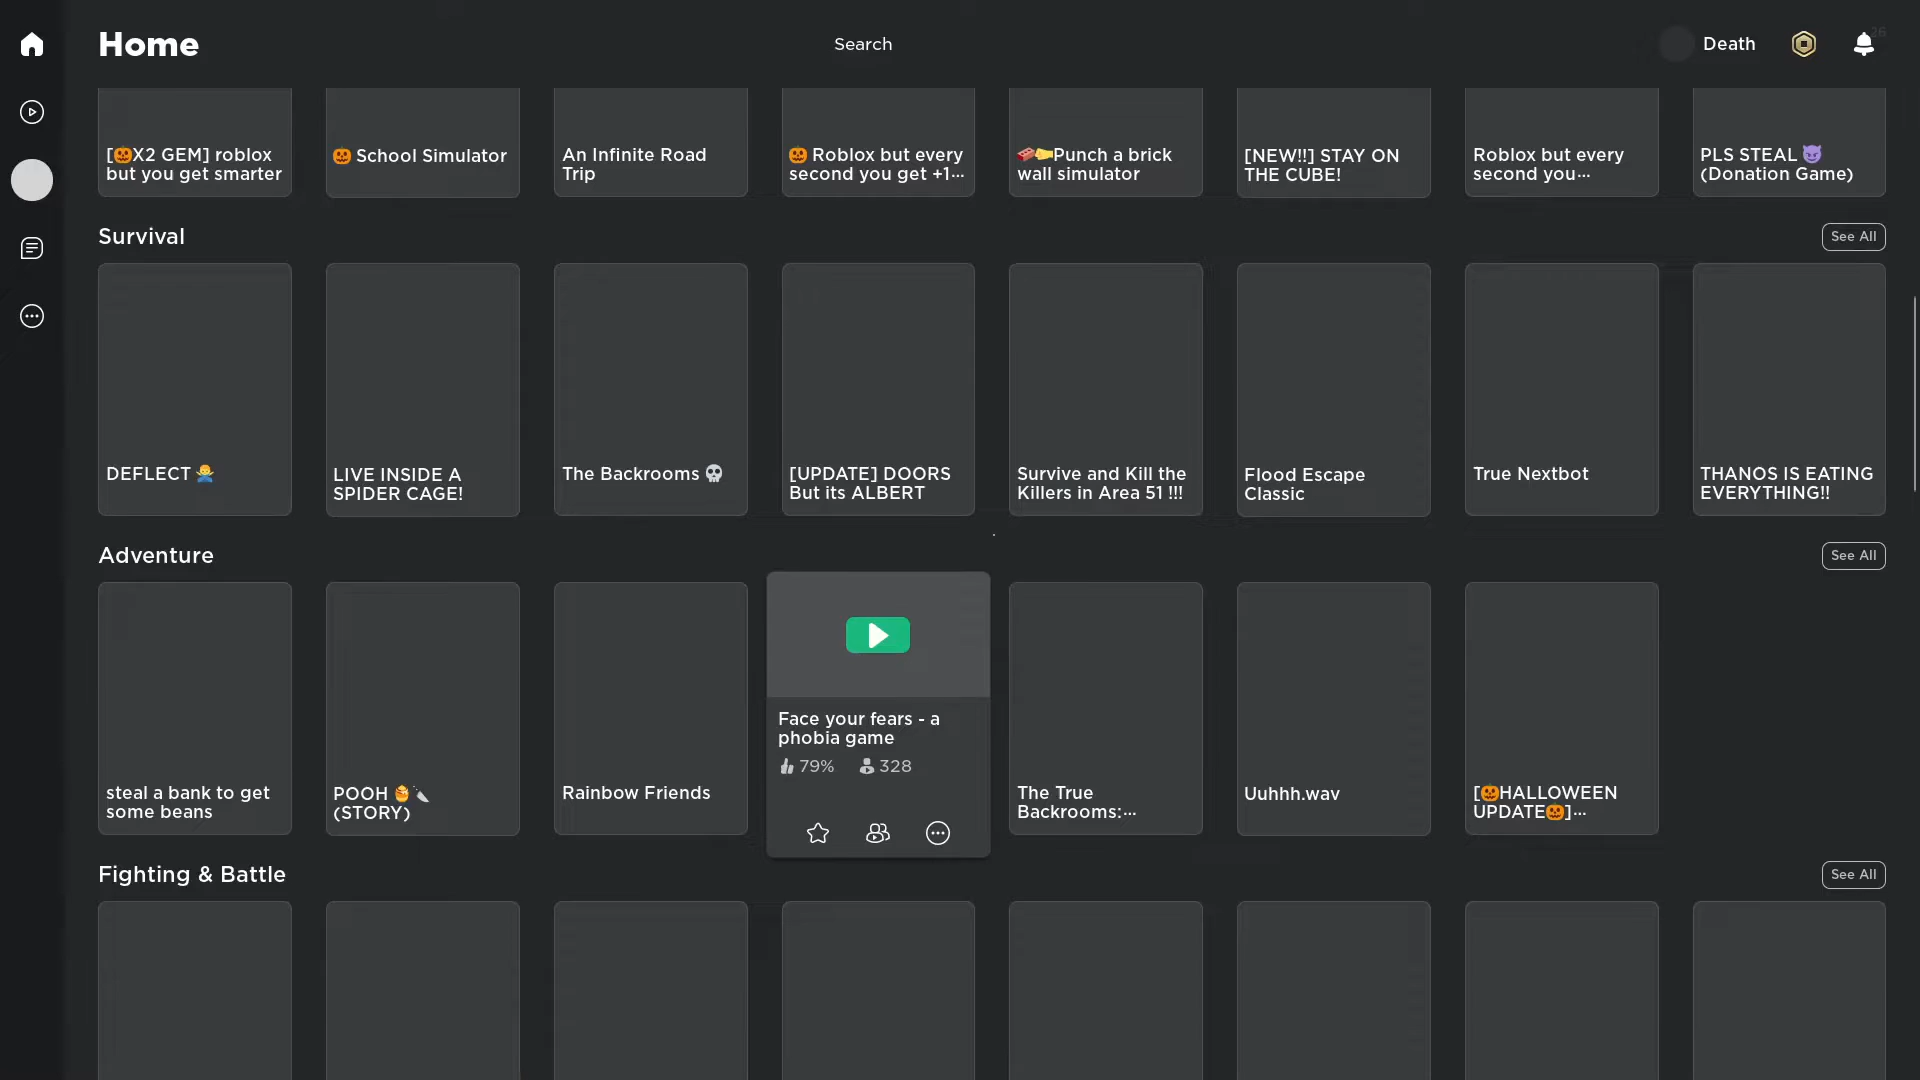 Home
Search
Death
26
[🎃X2 GEM] roblox
but you get smarter
🎃 School Simulator
An Infinite Road
Trip
🎃 Roblox but every
second you get +1...
🧱🫱Punch a brick
wall simulator
[NEW!!] STAY ON
THE CUBE!
Roblox but every
second you...
PLS STEAL 😈
(Donation Game)
Survival
See All
DEFLECT 🙅‍♂️
LIVE INSIDE A
SPIDER CAGE!
The Backrooms 💀
[UPDATE] DOORS
But its ALBERT
Survive and Kill the
Killers in Area 51 !!!
Flood Escape
Classic
True Nextbot
THANOS IS EATING
EVERYTHING!!
Adventure
See All
steal a bank to get
some beans
POOH 🍯🔪
(STORY)
Rainbow Friends
Face your fears - a
phobia game
79% 328
The True
Backrooms:...
Uuhhh.wav
[🎃HALLOWEEN
UPDATE🎃]...
Fighting & Battle
See All